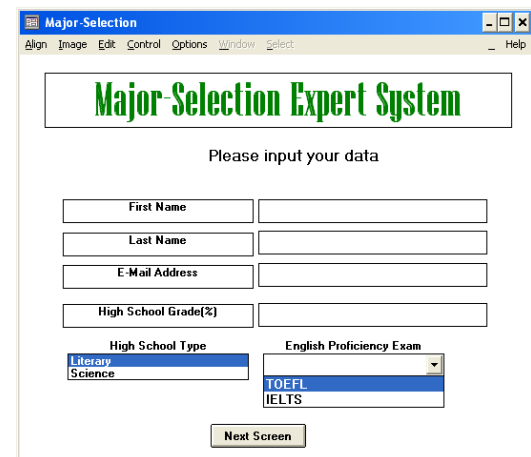 Major-Selection
Align Image Edit Control Options Window Select Help
Major-Selection Expert System
Please input your data
First Name
Last Name
E-Mail Address
High School Grade(%)
High School Type English Proficiency Exam
Literary
Science
TOEFL
IELTS
Next Screen